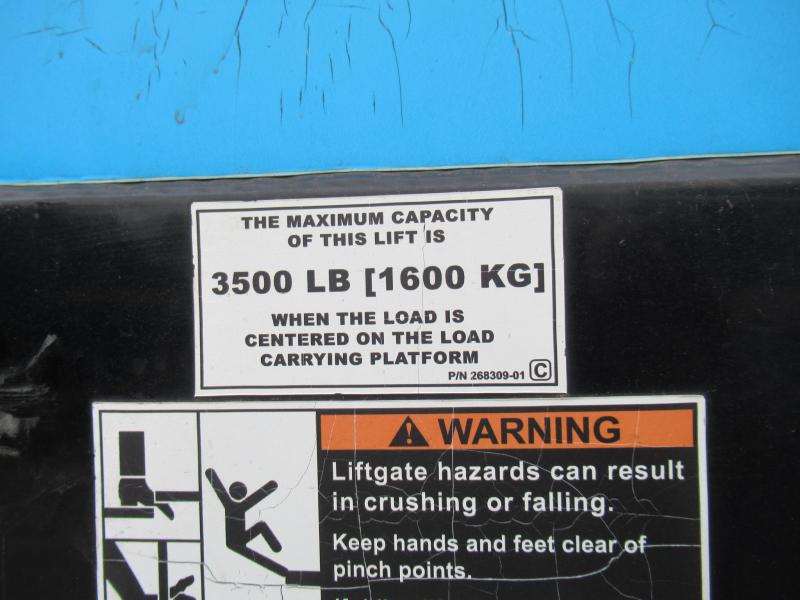 THE MAXIMUM CAPACITY
OF THIS LIFT IS
3500 LB [1600 KG]
WHEN THE LOAD IS
CENTERED ON THE LOAD
CARRYING PLATFORM
P/N 268309-01 C
WARNING
Liftgate hazards can result
in crushing or falling.
Keep hands and feet clear of
pinch points.